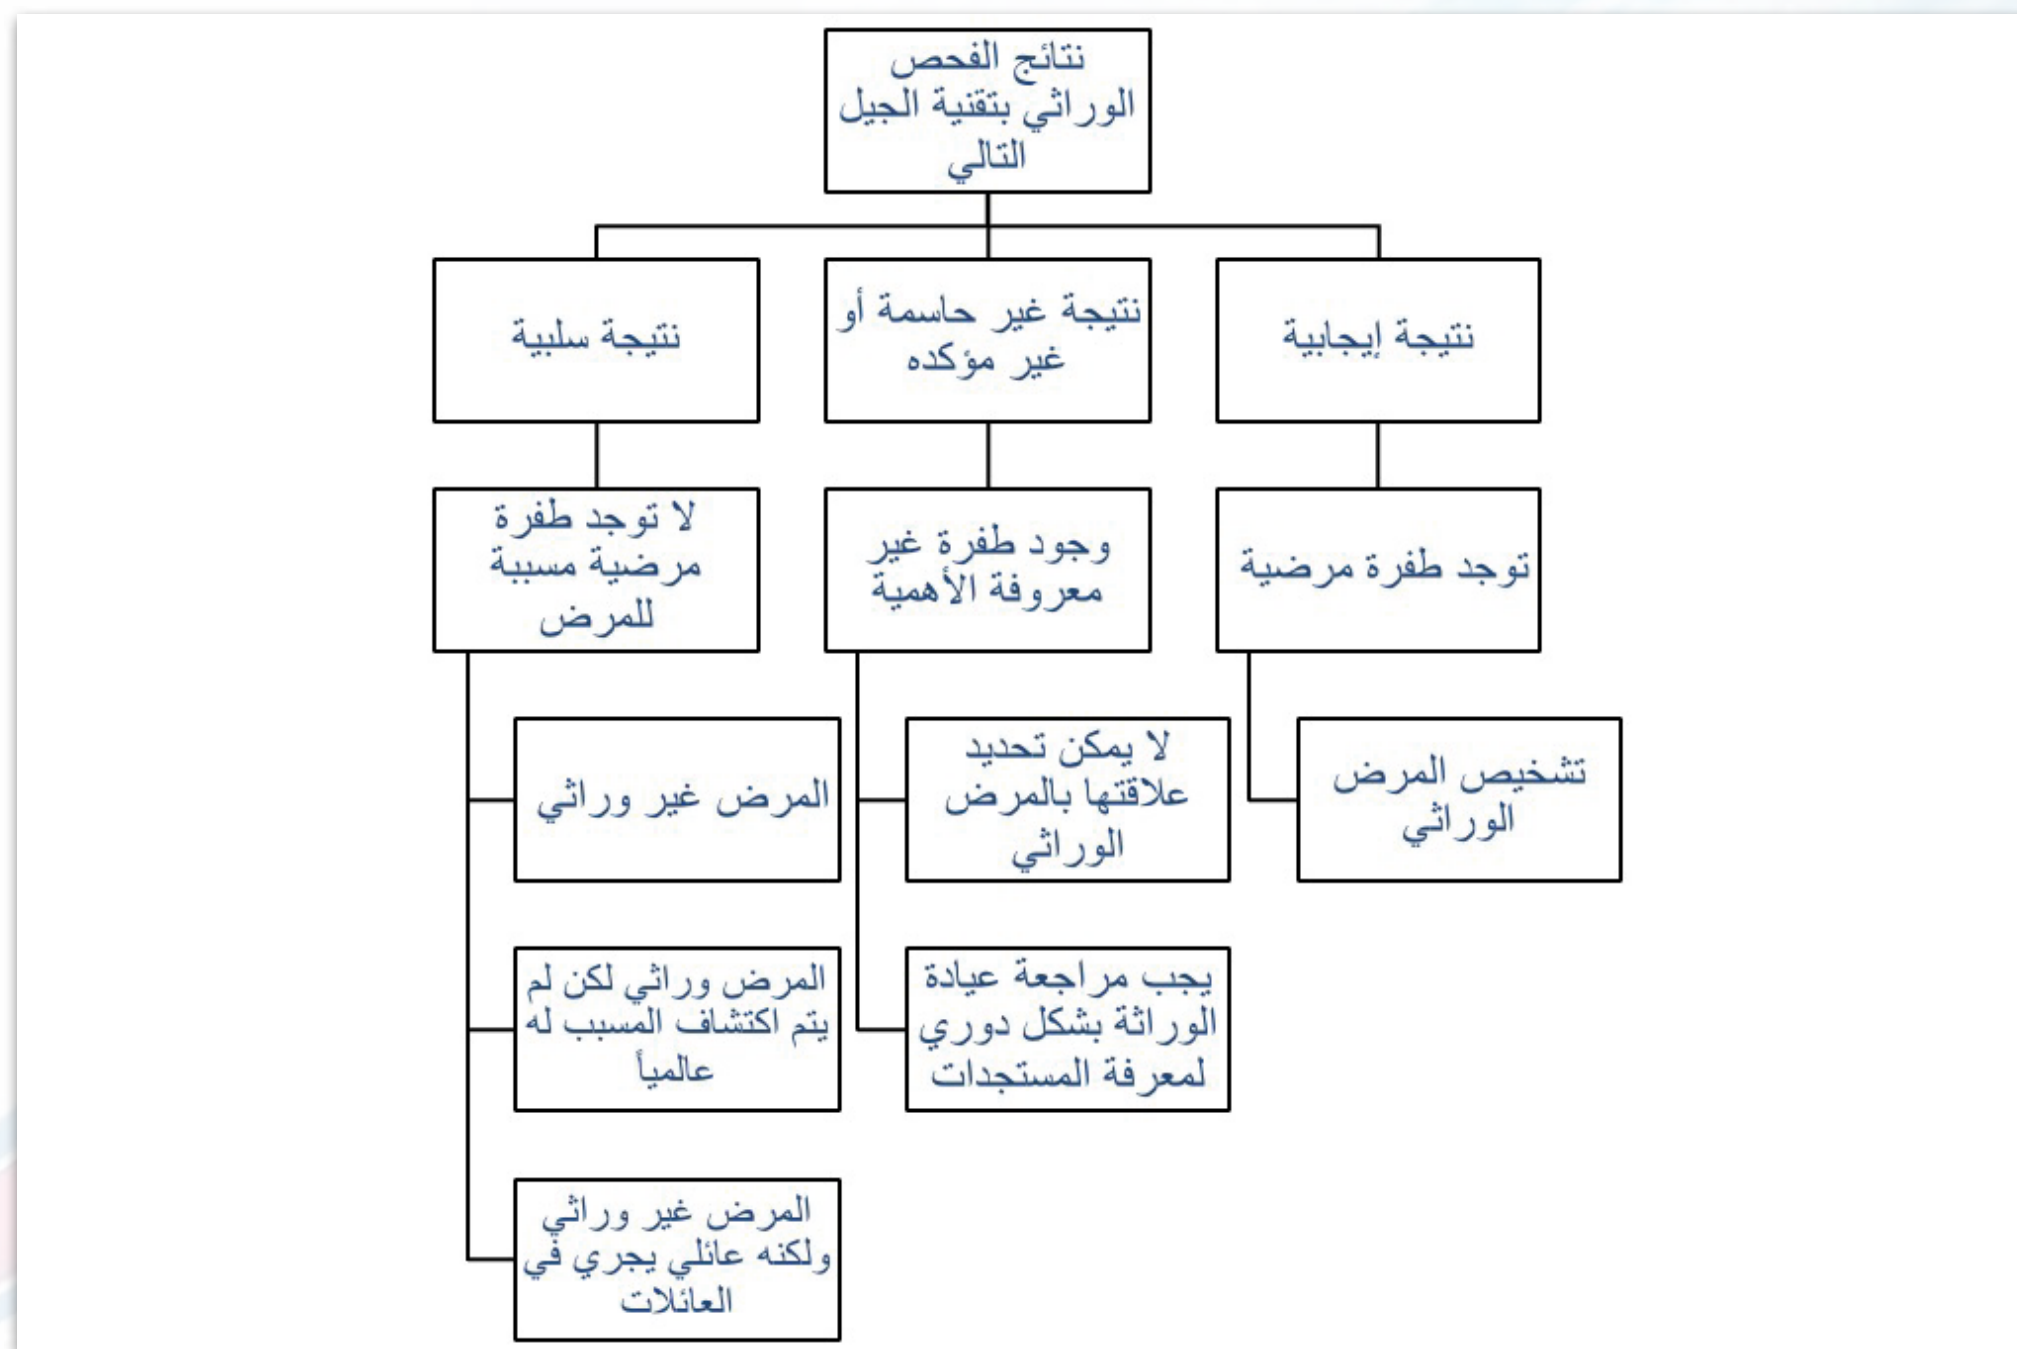 نتائج الفحص
الوراثي بتقنية الجيل
التالي
نتيجة إيجابية
نتيجة غير حاسمة أو
غير مؤكده
نتيجة سلبية
توجد طفرة مرضية
وجود طفرة غير
معروفة الأهمية
لا توجد طفرة
مرضية مسببة
للمرض
تشخيص المرض
الوراثي
لا يمكن تحديد
علاقتها بالمرض
الوراثي
المرض غير وراثي
يجب مراجعة عيادة
الوراثة بشكل دوري
لمعرفة المستجدات
المرض وراثي لكن لم
يتم اكتشاف المسبب له
عالمياً
المرض غير وراثي
ولكنه عائلي يجري في
العائلات